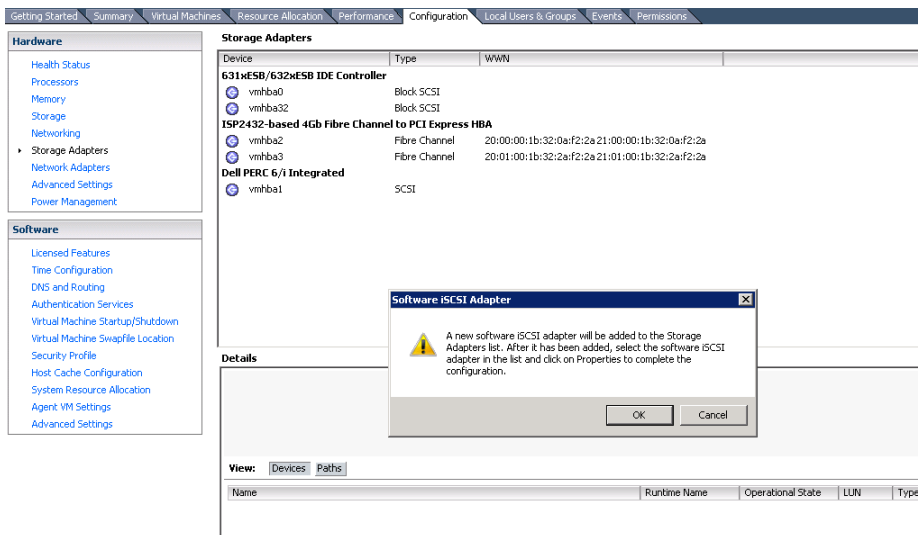 Getting Started Summary Virtual Machines Resource Allocation Performance Configuration Local Users & Groups Events Permissions
Hardware
Health Status
Processors
Memory
Storage
Networking
Storage Adapters
Network Adapters
Advanced Settings
Power Management
Software
Licensed Features
Time Configuration
DNS and Routing
Authentication Services
Virtual Machine Startup/Shutdown
Virtual Machine Swapfile Location
Security Profile
Host Cache Configuration
System Resource Allocation
Agent VM Settings
Advanced Settings
Storage Adapters
Device Type WWN
631xESB/632xESB IDE Controller
vmhba0 Block SCSI
vmhba32 Block SCSI
ISP2432-based 4Gb Fibre Channel to PCI Express HBA
vmhba2 Fibre Channel 20:00:00:1b:32:0a:f2:2a 21:00:00:1b:32:0a:f2:2a
vmhba3 Fibre Channel 20:01:00:1b:32:2a:f2:2a 21:01:00:1b:32:2a:f2:2a
Dell PERC 6/i Integrated
vmhba1 SCSI
Software iSCSI Adapter
A new software iSCSI adapter will be added to the Storage
Adapters list. After it has been added, select the software iSCSI
adapter in the list and click on Properties to complete the
configuration.
OK Cancel
Details
View: Devices Paths
Name Runtime Name Operational State LUN Type